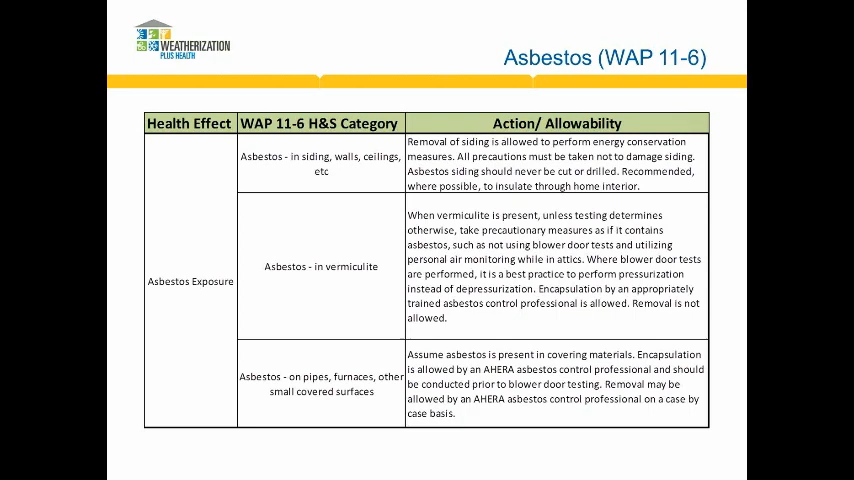 WEATHERIZATION
PLUS HEALTH
Asbestos (WAP 11-6)
Health Effect
WAP 11-6 H&S Category
Action/ Allowability
Asbestos Exposure
Asbestos - in siding, walls, ceilings,
etc
Removal of siding is allowed to perform energy conservation
measures. All precautions must be taken not to damage siding.
Asbestos siding should never be cut or drilled. Recommended,
where possible, to insulate through home interior.
Asbestos - in vermiculite
When vermiculite is present, unless testing determines
otherwise, take precautionary measures as if it contains
asbestos, such as not using blower door tests and utilizing
personal air monitoring while in attics. Where blower door tests
are performed, it is a best practice to perform pressurization
instead of depressurization. Encapsulation by an appropriately
trained asbestos control professional is allowed. Removal is not
allowed.
Asbestos - on pipes, furnaces, other
small covered surfaces
Assume asbestos is present in covering materials. Encapsulation
is allowed by an AHERA asbestos control professional and should
be conducted prior to blower door testing. Removal may be
allowed by an AHERA asbestos control professional on a case by
case basis.